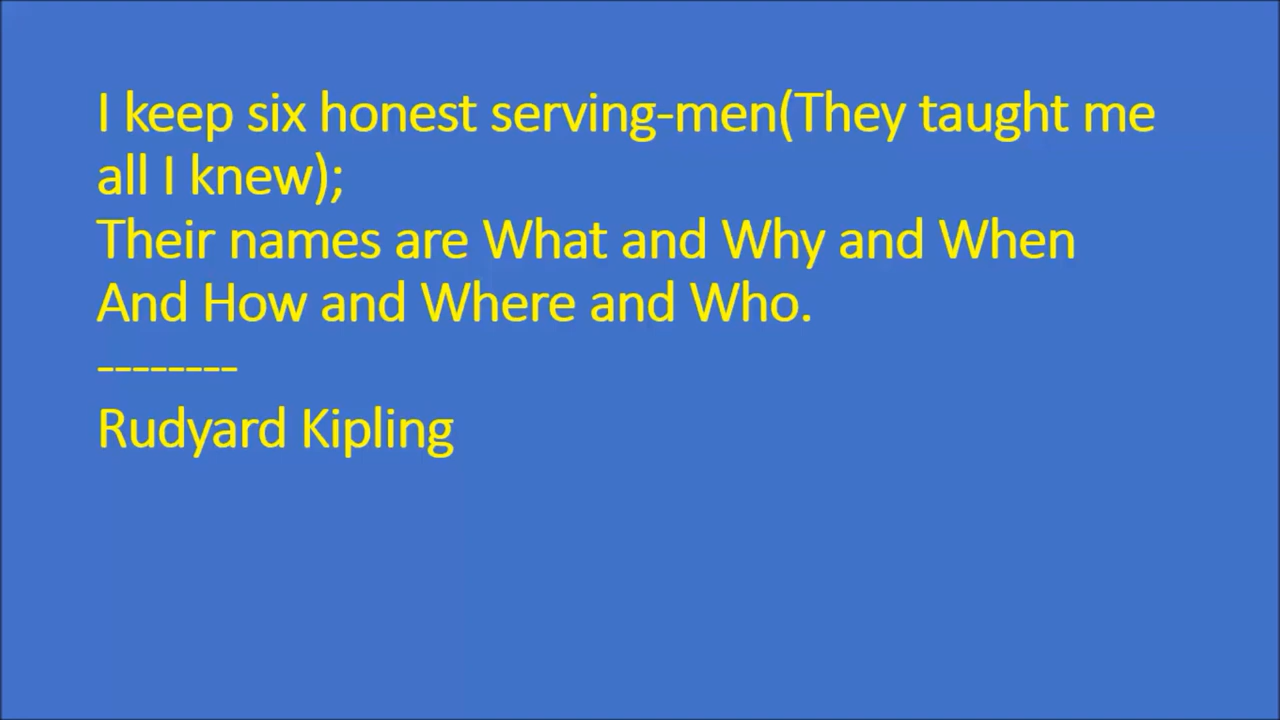 I keep six honest serving-men(They taught me
all I knew);
Their names are What and Why and When
And How and Where and Who.
--------
Rudyard Kipling